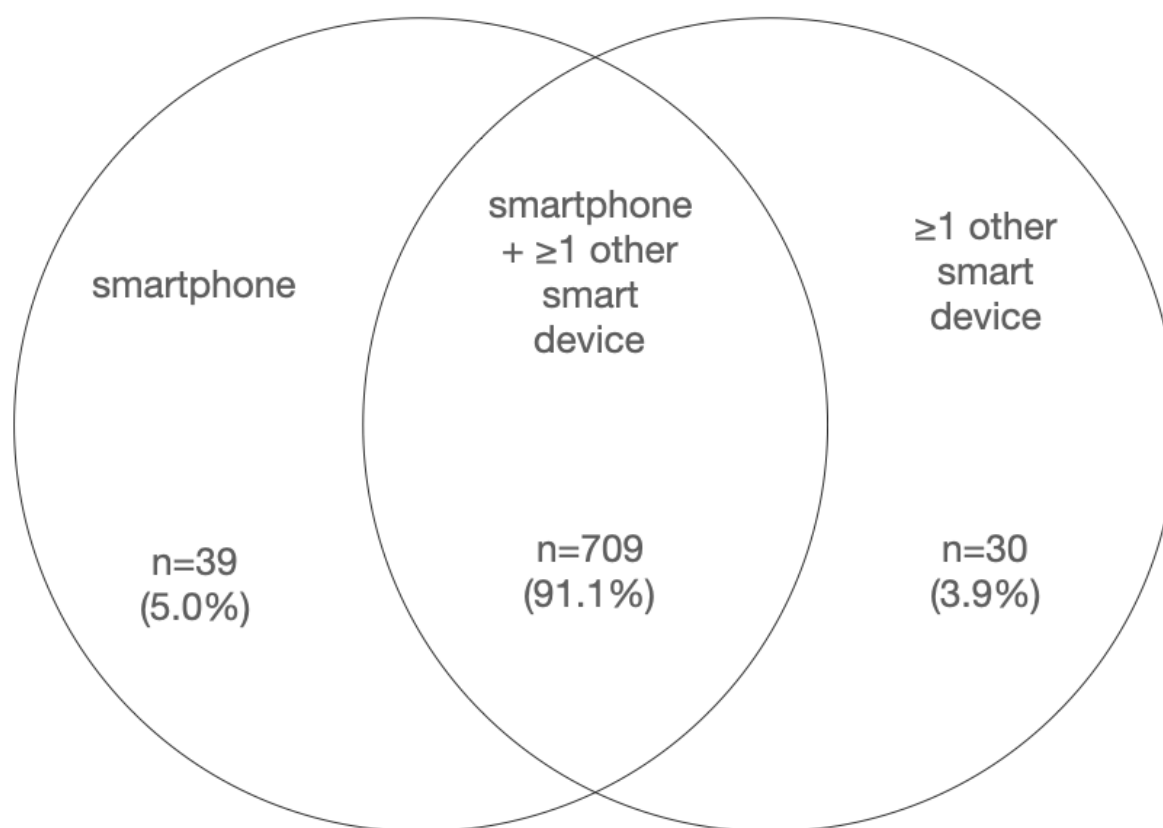 smartphone
n=39
(5.0%)
smartphone
+ ≥1 other
smart
device
n=709
(91.1%)
≥1 other
smart
device
n=30
(3.9%)